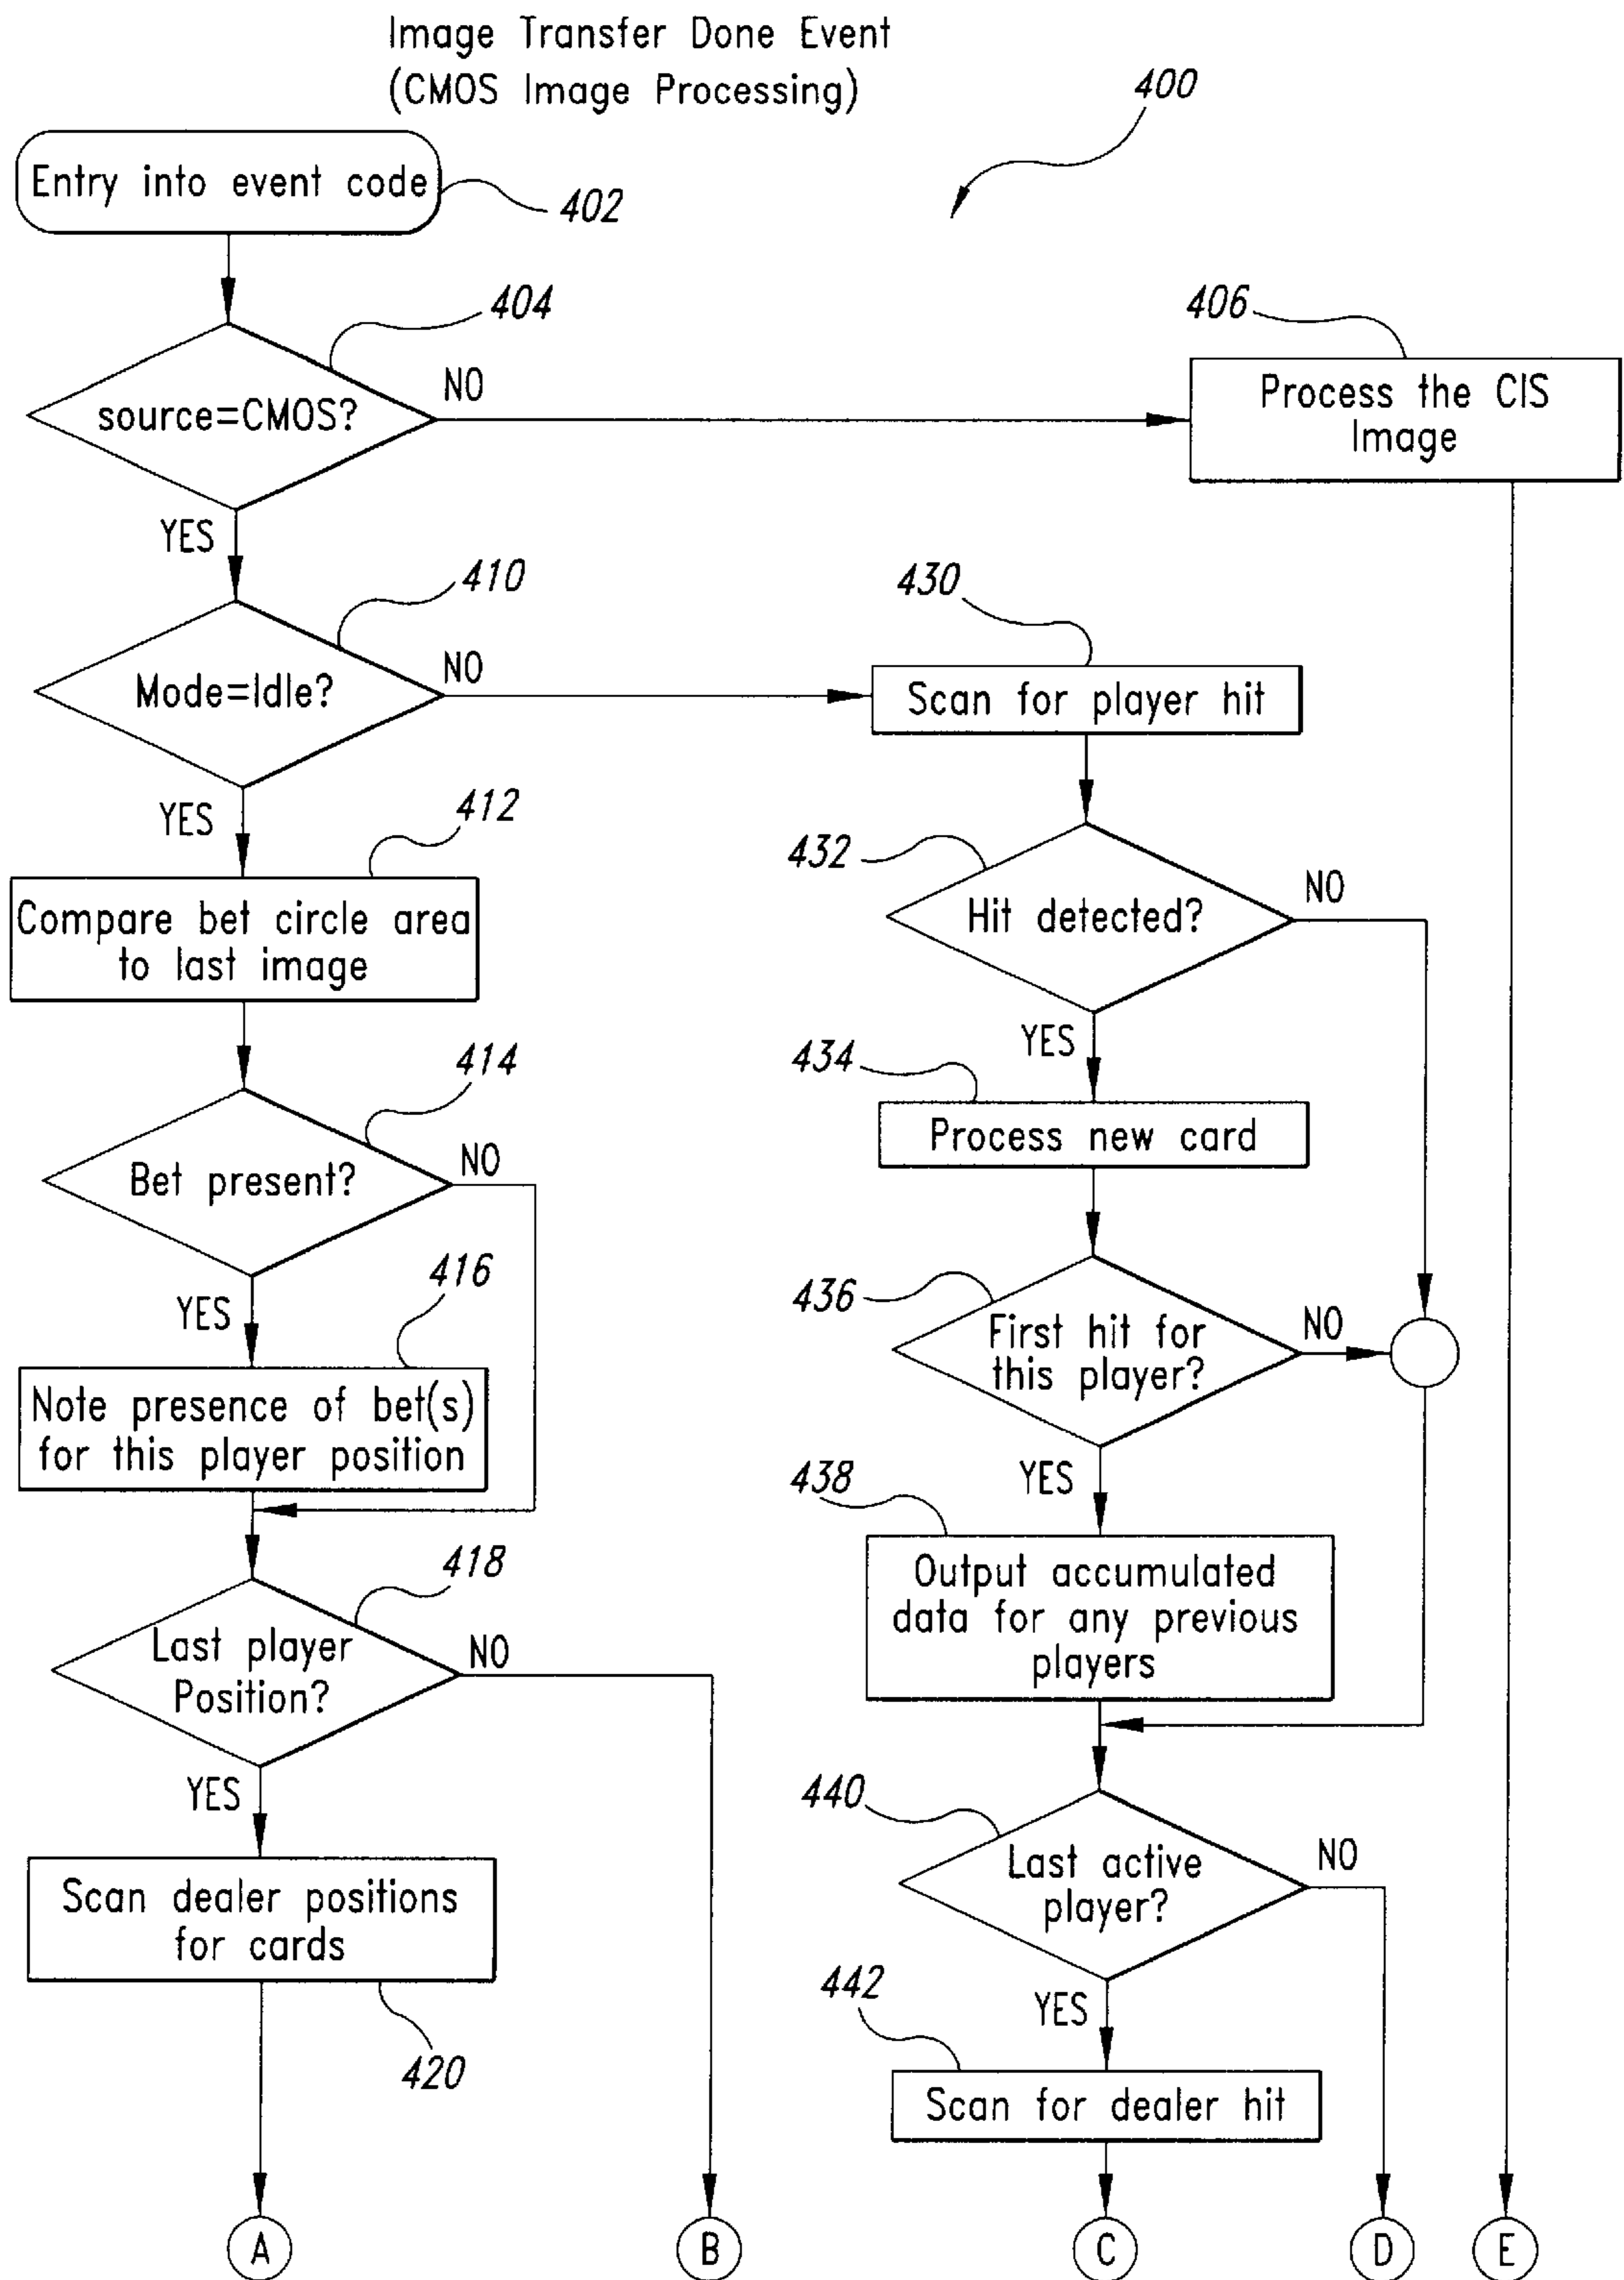 Image Transfer Done Event
(CMOS Image Processing)
400
Entry into event code
402
404
source=CMOS?
NO
YES
406
Process the CIS
Image
410
Mode=Idle?
NO
YES
412
Compare bet circle area
to last image
414
Bet present?
NO
YES
416
Note presence of bet(s)
for this player position
418
Last player
Position?
NO
YES
Scan dealer positions
for cards
420
A
B
430
Scan for player hit
432
Hit detected?
NO
YES
434
Process new card
436
First hit for
this player?
NO
YES
438
Output accumulated
data for any previous
players
440
Last active
player?
NO
YES
442
Scan for dealer hit
C
D
E